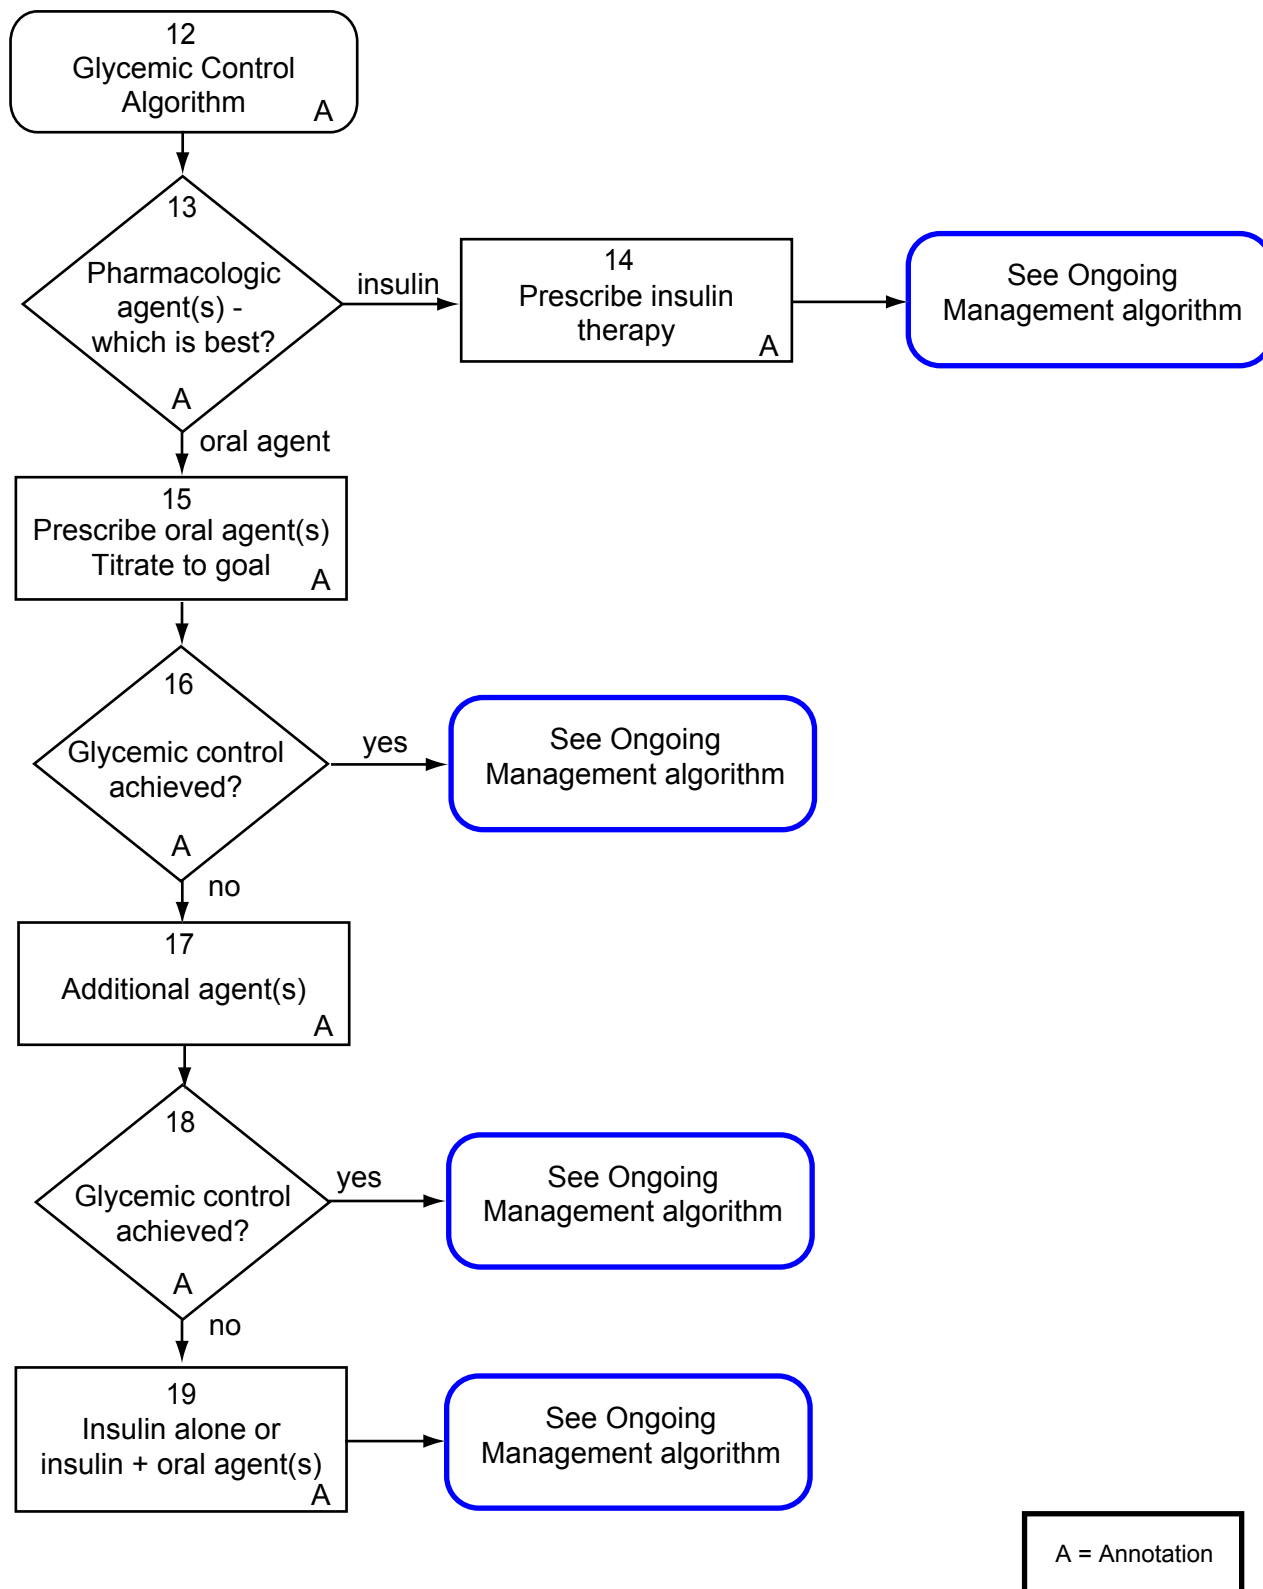 12
Glycemic Control
Algorithm
A
13
Pharmacologic
agent(s) -
which is best?
A
insulin
14
Prescribe insulin
therapy
A
See Ongoing
Management algorithm
oral agent
15
Prescribe oral agent(s)
Titrate to goal
A
16
Glycemic control
achieved?
A
yes
See Ongoing
Management algorithm
no
17
Additional agent(s)
A
18
Glycemic control
achieved?
A
yes
See Ongoing
Management algorithm
no
19
Insulin alone or
insulin + oral agent(s)
A
See Ongoing
Management algorithm
A = Annotation